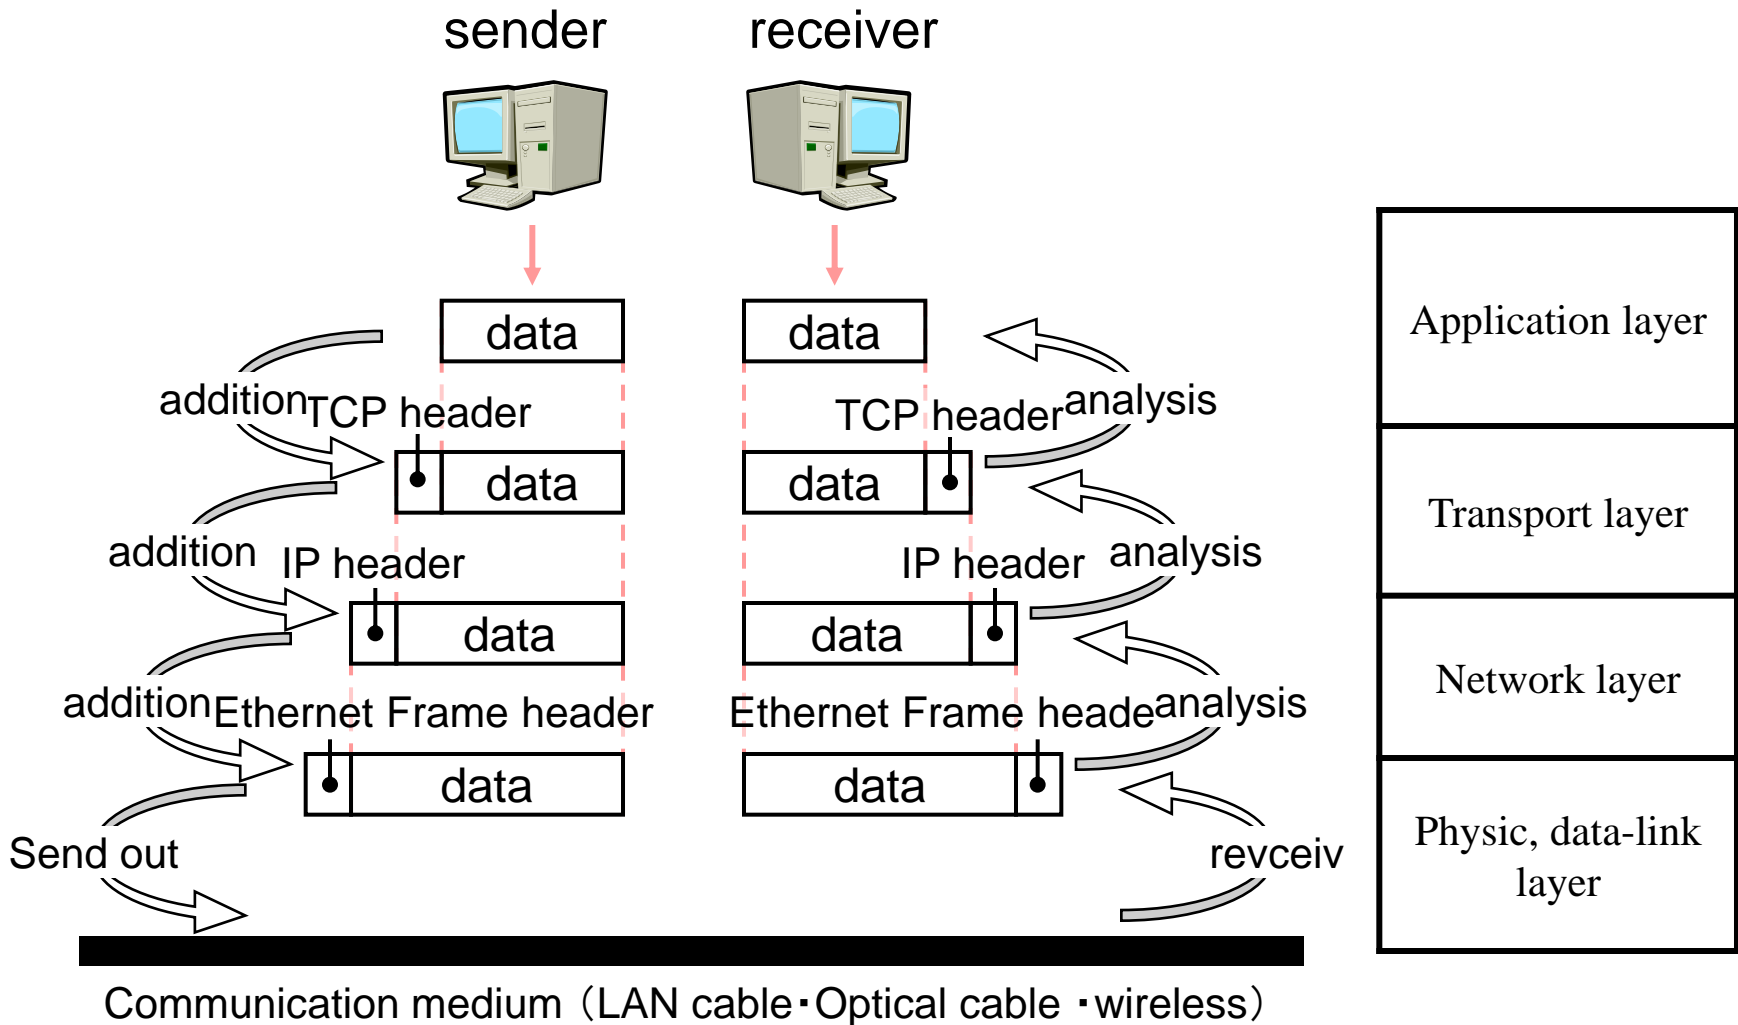 sender
receiver
data
data
Application layer
addition
TCP header
TCP header
analysis
data
data
Transport layer
addition
IP header
IP header
analysis
data
data
Network layer
addition
Ethernet Frame header
Ethernet Frame heade
analysis
data
data
Physic, data-link
layer
Send out
revceiv
Communication medium（LAN cable・Optical cable ・wireless）